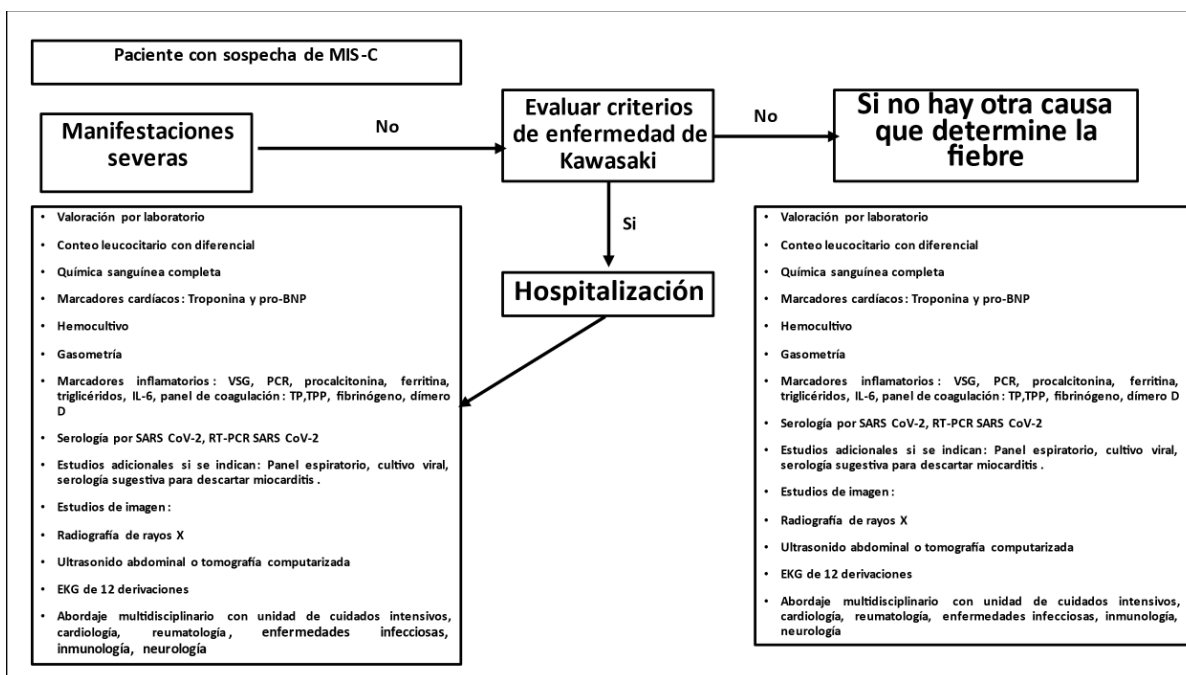 Paciente con sospecha de MIS-C
Manifestaciones
severas
No
Evaluar criterios
de enfermedad de
Kawasaki
No
Si no hay otra causa
que determine la
fiebre
Si
Hospitalización
• Valoración por laboratorio
• Conteo leucocitario con diferencial
• Química sanguínea completa
• Marcadores cardíacos: Troponina y pro-BNP
• Hemocultivo
• Gasometría
• Marcadores inflamatorios : VSG, PCR, procalcitonina, ferritina,
triglicéridos, IL-6, panel de coagulación : TP,TPP, fibrinógeno, dímero
D
• Serología por SARS CoV-2, RT-PCR SARS CoV-2
• Estudios adicionales si se indican: Panel espiratorio, cultivo viral,
serología sugestiva para descartar miocarditis .
• Estudios de imagen :
• Radiografía de rayos X
• Ultrasonido abdominal o tomografía computarizada
• EKG de 12 derivaciones
• Abordaje multidisciplinario con unidad de cuidados intensivos,
cardiología, reumatología , enfermedades infecciosas,
inmunología, neurología
• Valoración por laboratorio
• Conteo leucocitario con diferencial
• Química sanguínea completa
• Marcadores cardíacos: Troponina y pro-BNP
• Hemocultivo
• Gasometría
• Marcadores inflamatorios : VSG, PCR, procalcitonina, ferritina,
triglicéridos, IL-6, panel de coagulación : TP,TPP, fibrinógeno, dímero D
• Serología por SARS CoV-2, RT-PCR SARS CoV-2
• Estudios adicionales si se indican: Panel espiratorio, cultivo viral,
serología sugestiva para descartar miocarditis .
• Estudios de imagen :
• Radiografía de rayos X
• Ultrasonido abdominal o tomografía computarizada
• EKG de 12 derivaciones
• Abordaje multidisciplinario con unidad de cuidados intensivos,
cardiología, reumatología, enfermedades infecciosas, inmunología,
neurología